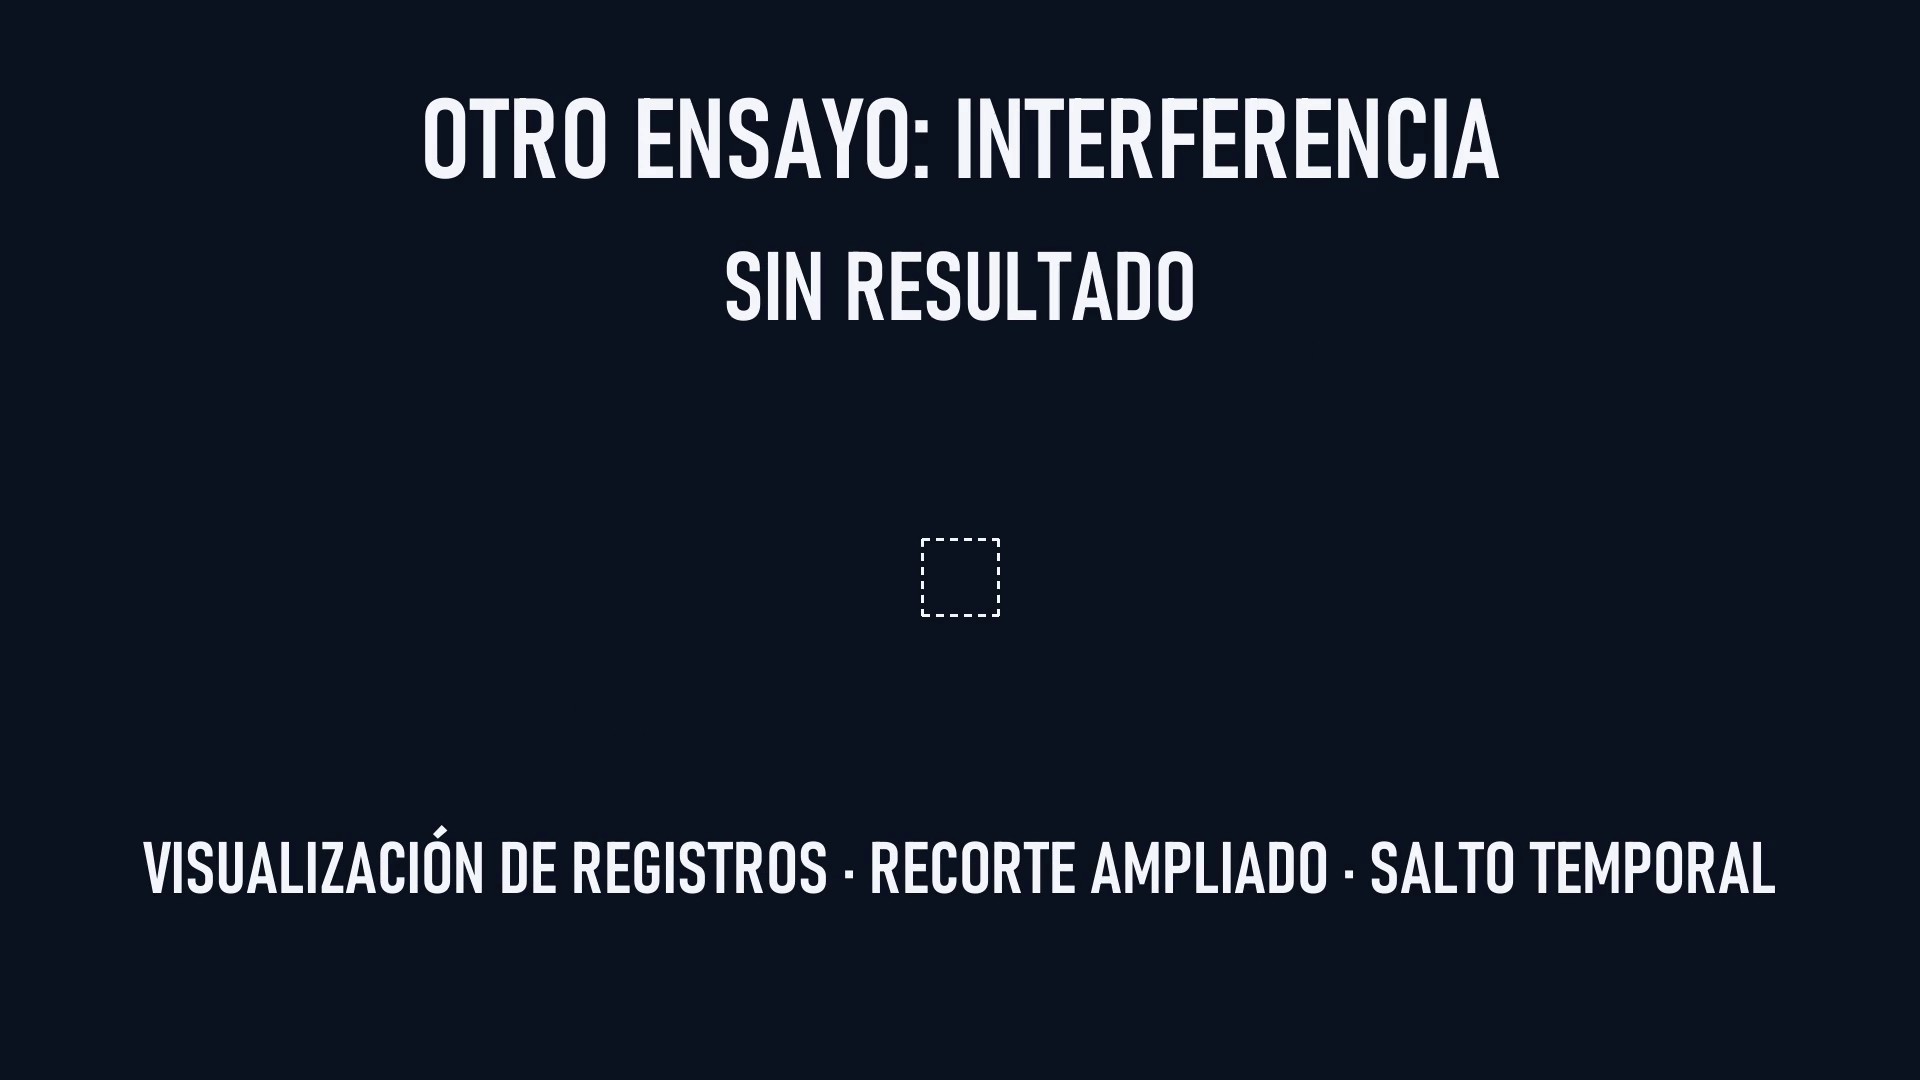 OTRO ENSAYO: INTERFERENCIA
SIN RESULTADO
VISUALIZACIÓN DE REGISTROS · RECORTE AMPLIADO · SALTO TEMPORAL